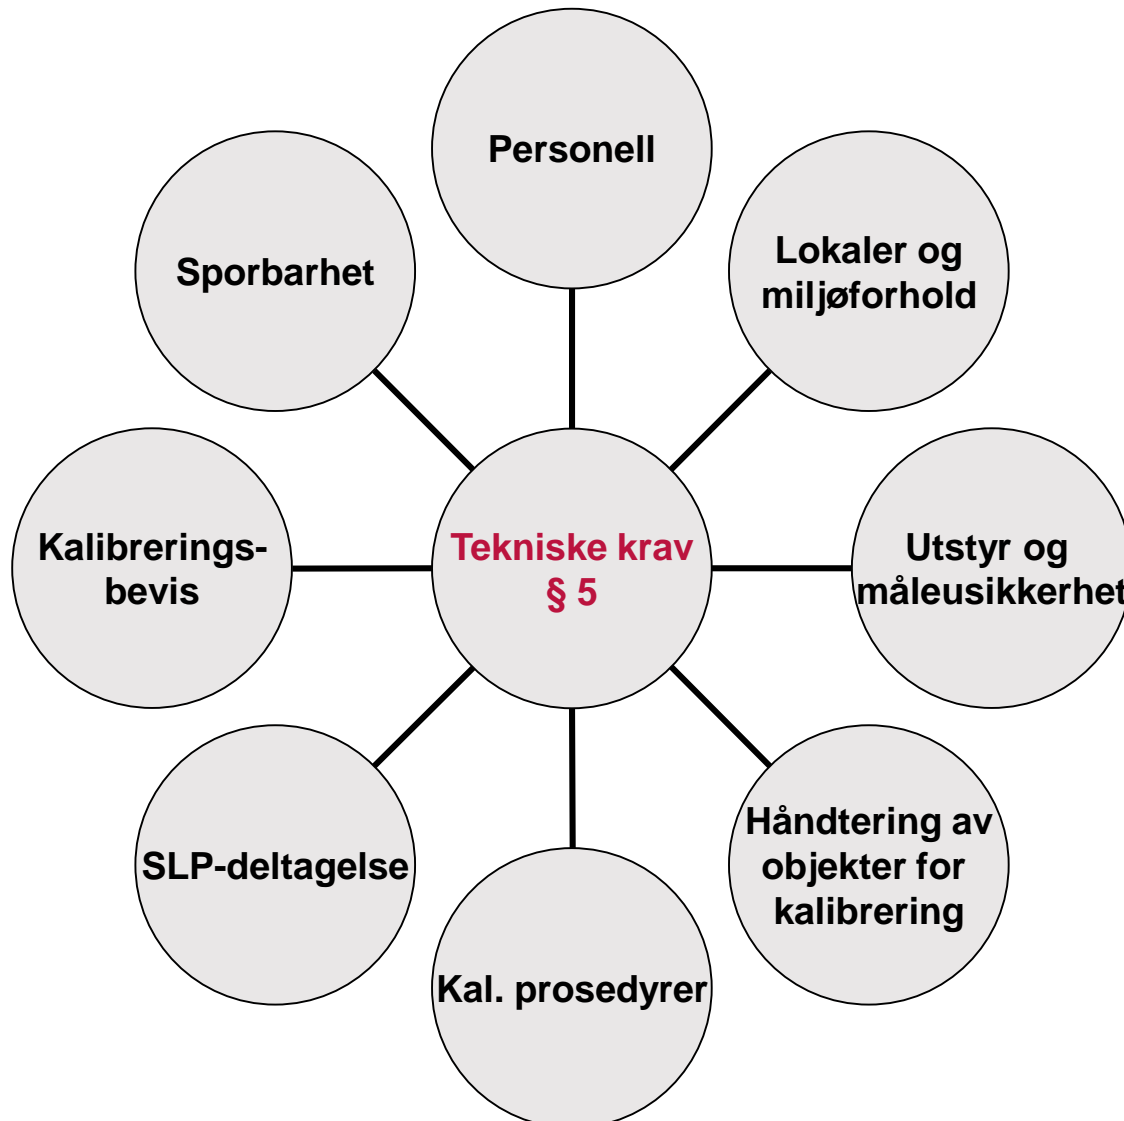 Personell
Lokaler og
miljøforhold
Sporbarhet
Kalibrerings-
bevis
Tekniske krav
§ 5
Utstyr og
måleusikkerhet
SLP-deltagelse
Håndtering av
objekter for
kalibrering
Kal. prosedyrer